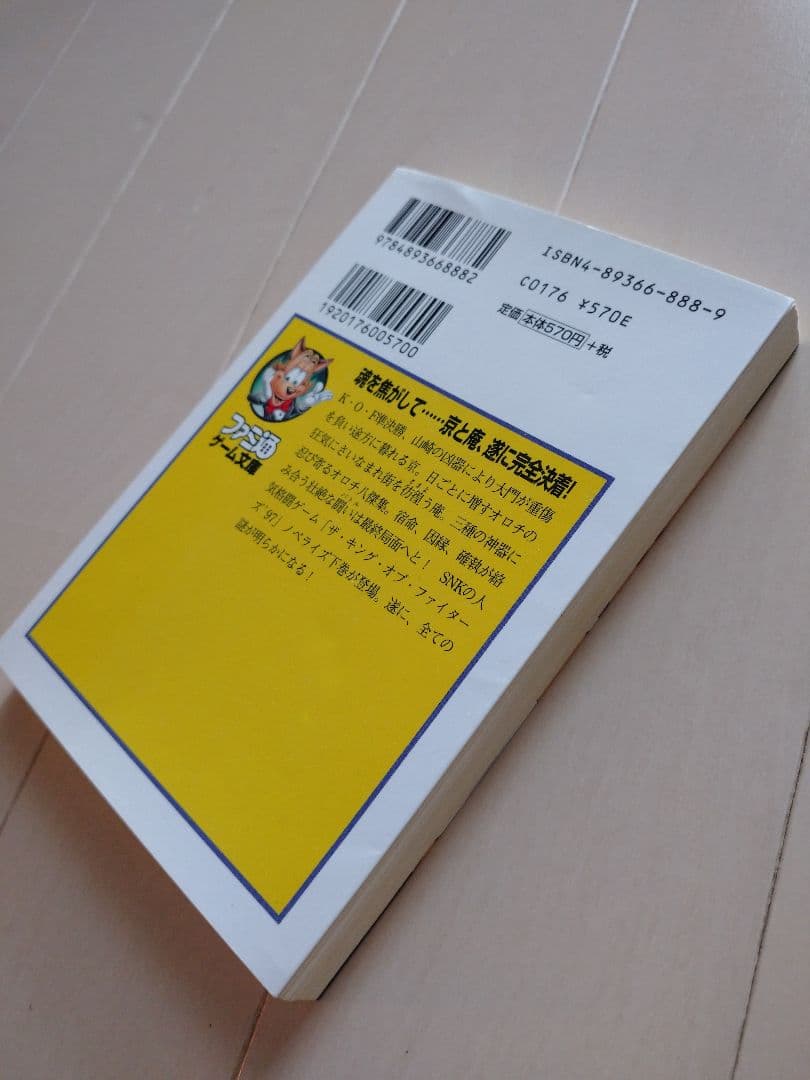 9784893668882
1920176005700
ISBN4-89366-888-9
C0176 ¥570E
定価 本体570円 +税
ファミ通
ゲーム文庫
魂を焦がして……京と庵、遂に完全決着!
K・O・F準決勝、山崎の凶器により大門が重傷
を負い途方に暮れる京。日ごとに増すオロチの
狂気にさいなまれ街を彷徨う庵。三種の神器に
忍び寄るオロチ八傑集。宿命、因縁、確執が絡
み合う壮絶な闘いは最終局面へと! SNKの人
気格闘ゲーム「ザ・キング・オブ・ファイター
ズ'97」ノベライズ下巻が登場。遂に、全ての
謎が明らかになる!